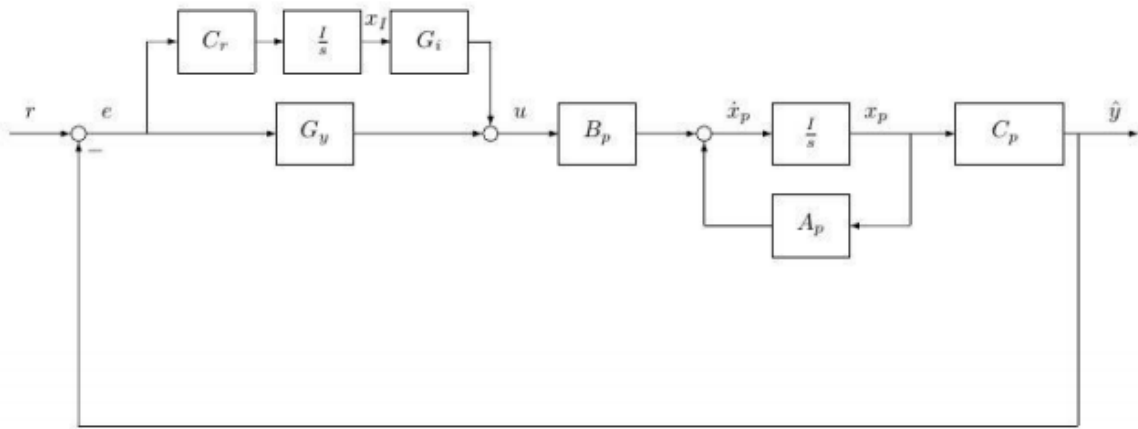 C_r
I/s
x_I
G_i
r
e
G_y
u
B_p
ẋ_p
I/s
x_p
C_p
ŷ
−
A_p